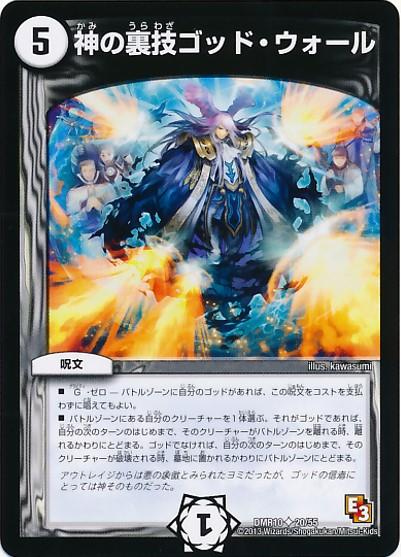 5
神の裏技ゴッド・ウォール
かみ うらわざ
illus. kawasumi
呪文
■ G・ゼロ ― バトルゾーンに自分のゴッドがあれば、この呪文をコストを支払
わずに唱えてもよい。
■ バトルゾーンにある自分のクリーチャーを1体選ぶ。それがゴッドであれば、
自分の次のターンのはじめまで、そのクリーチャーがバトルゾーンを離れる時、離
れるかわりにとどまる。ゴッドでなければ、自分の次のターンのはじめまで、その
クリーチャーが破壊される時、墓地に置かれるかわりにバトルゾーンにとどまる。
アウトレイジからは悪の象徴とみられたヨミだったが、ゴッドの信者に
とっては神そのものだった。
1
DMR10 ◆ 20/55
©2013 Wizards/Shogakukan/Mitsui-Kids
E3